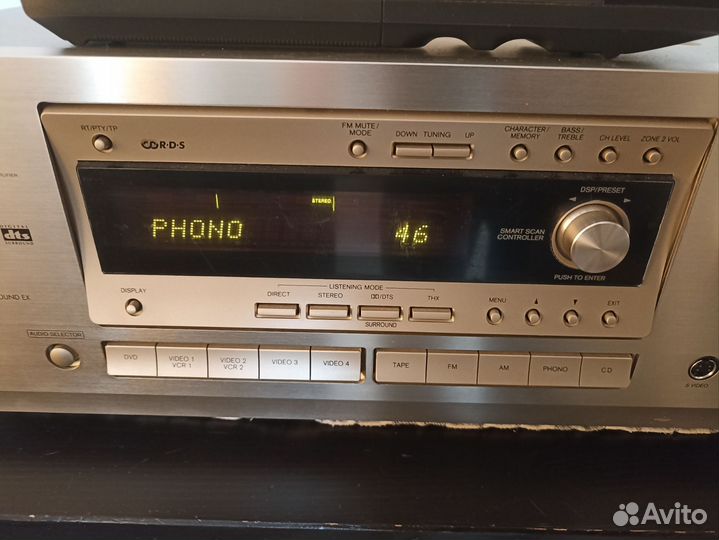 RT/PTY/TP
R·D·S
FM MUTE/
MODE
DOWN TUNING UP
CHARACTER/
MEMORY
BASS/
TREBLE
CH LEVEL
ZONE 2 VOL
DSP/PRESET
STEREO
PHONO 46
SMART SCAN
CONTROLLER
PUSH TO ENTER
DIGITAL
dts
SURROUND
DISPLAY
LISTENING MODE
DIRECT
STEREO
DD/DTS
THX
SURROUND
MENU
EXIT
OUND EX
AUDIO SELECTOR
DVD
VIDEO 1
VCR 1
VIDEO 2
VCR 2
VIDEO 3
VIDEO 4
TAPE
FM
AM
PHONO
CD
S VIDEO
Avito